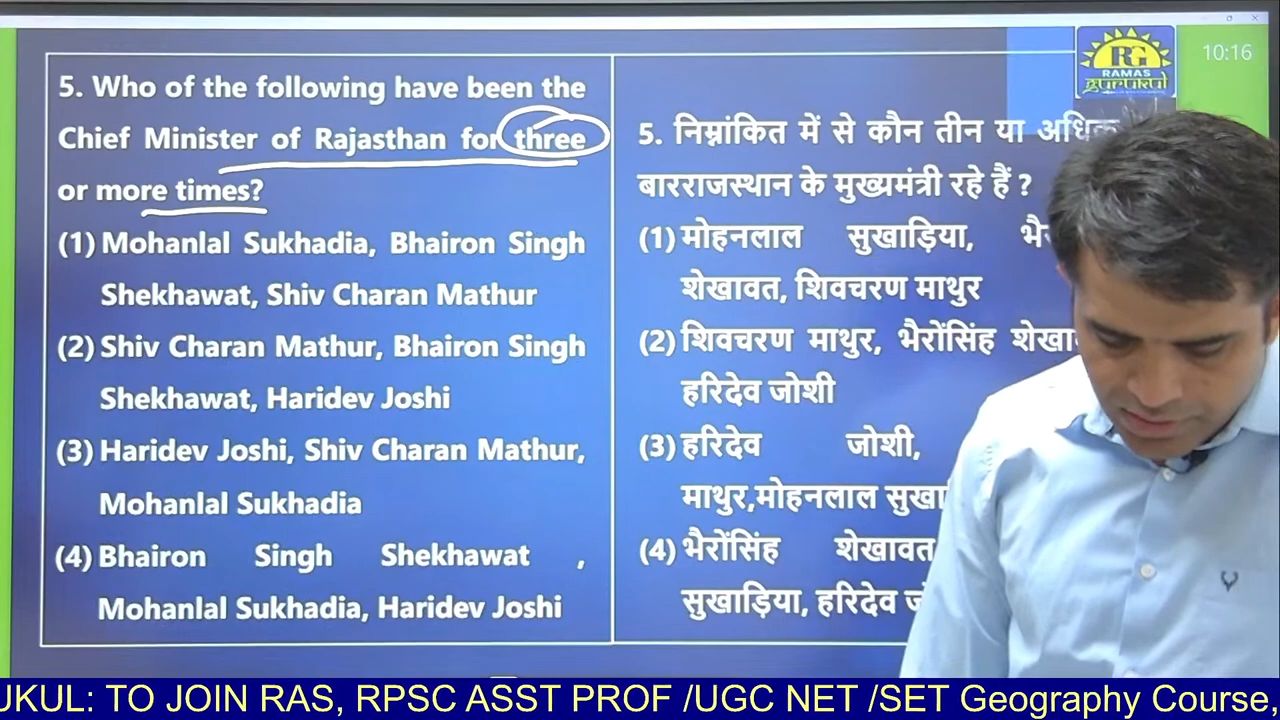 10:16
RG
RAMAS
gurukul
5. Who of the following have been the
Chief Minister of Rajasthan for three
or more times?
(1) Mohanlal Sukhadia, Bhairon Singh
Shekhawat, Shiv Charan Mathur
(2) Shiv Charan Mathur, Bhairon Singh
Shekhawat, Haridev Joshi
(3) Haridev Joshi, Shiv Charan Mathur,
Mohanlal Sukhadia
(4) Bhairon Singh Shekhawat ,
Mohanlal Sukhadia, Haridev Joshi
5. निम्नांकित में से कौन तीन या
बारराजस्थान के मुख्यमंत्री रहे हैं ?
(1) मोहनलाल सुखाड़िया,
शेखावत, शिवचरण माथुर
(2) शिवचरण माथुर, भैरोंसिंह
हरिदेव जोशी
(3) हरिदेव जोशी,
माथुर,मोहनलाल
(4) भैरोंसिंह शेखावत
सुखाड़िया, हरिदेव
UKUL: TO JOIN RAS, RPSC ASST PROF /UGC NET /SET Geography Course,